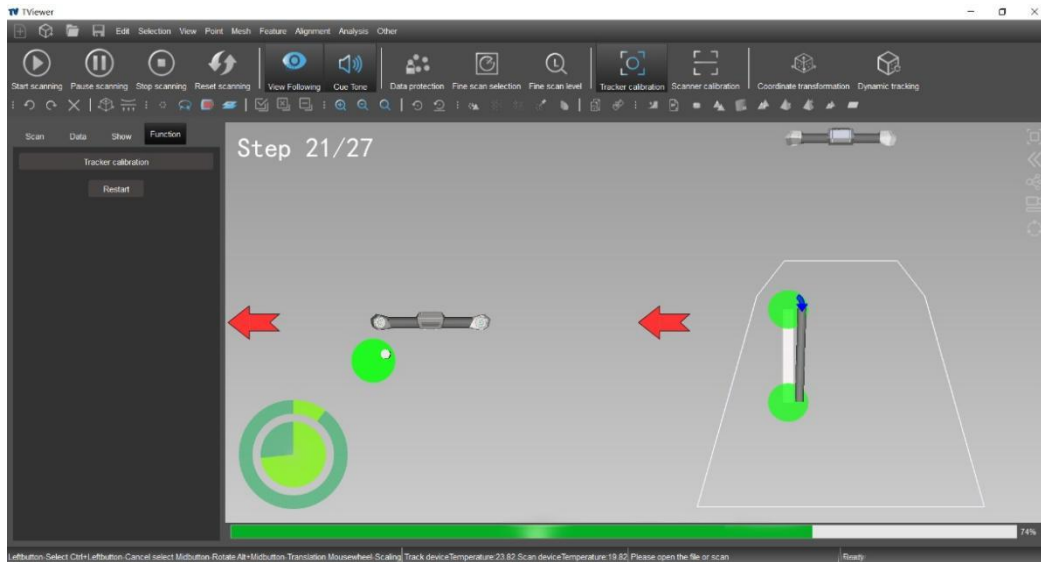 TViewer
Edit Selection View Point Mesh Feature Alignment Analysis Other
Start scanning Pause scanning Stop scanning Reset scanning View Following Cue Tone Data protection Fine scan selection Fine scan level Tracker calibration Scanner calibration Coordinate transformation Dynamic tracking
Scan Data Show Function
Tracker calibration
Restart
Step 21/27
74%
Leftbutton-Select Ctrl+Leftbutton-Cancel select Midbutton-Rotate Alt+Midbutton-Translation Mousewheel-Scaling Track deviceTemperature:23.82 Scan deviceTemperature:19.82 Please open the file or scan Ready